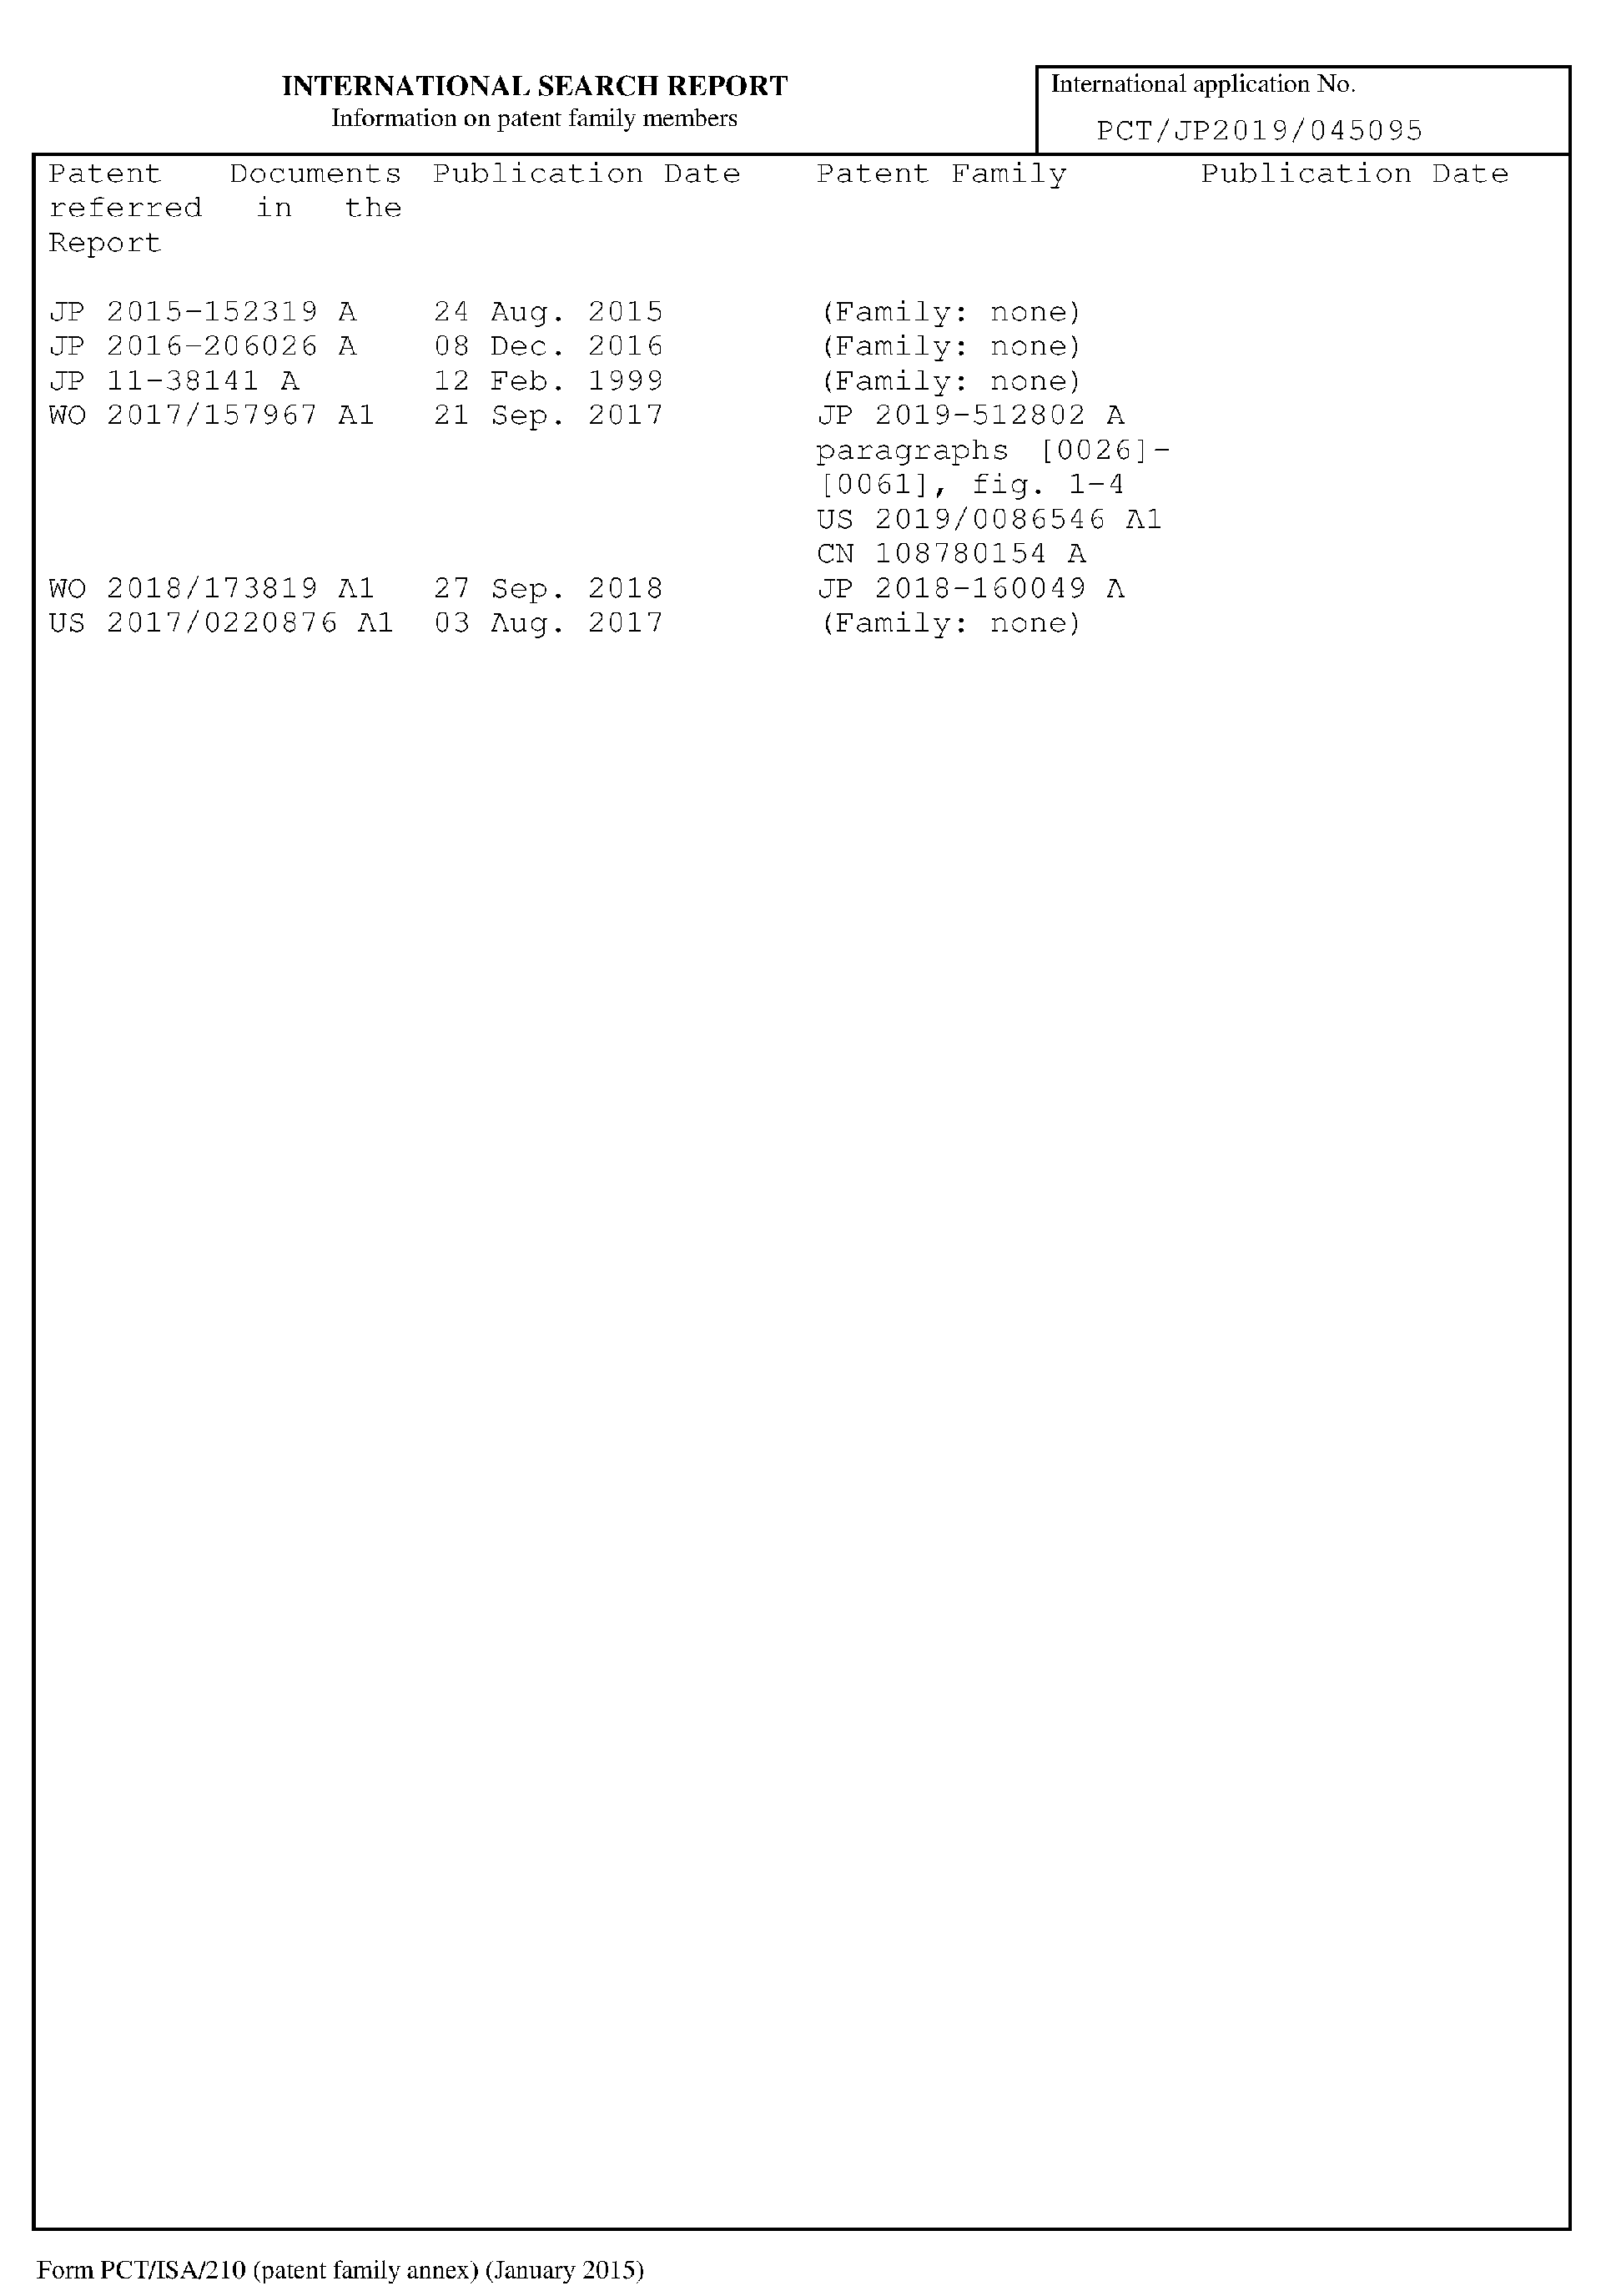 INTERNATIONAL SEARCH REPORT
Information on patent family members
International application No.
PCT/JP2019/045095
Patent Documents Publication Date Patent Family Publication Date
referred in the
Report
JP 2015-152319 A 24 Aug. 2015 (Family: none)
JP 2016-206026 A 08 Dec. 2016 (Family: none)
JP 11-38141 A 12 Feb. 1999 (Family: none)
WO 2017/157967 A1 21 Sep. 2017 JP 2019-512802 A
paragraphs [0026]-
[0061], fig. 1-4
US 2019/0086546 A1
CN 108780154 A
WO 2018/173819 A1 27 Sep. 2018 JP 2018-160049 A
US 2017/0220876 A1 03 Aug. 2017 (Family: none)
Form PCT/ISA/210 (patent family annex) (January 2015)